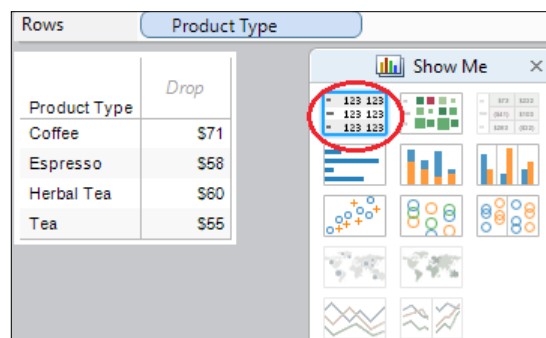 Rows Product Type
Show Me ×
Drop
Product Type
Coffee $71
Espresso $58
Herbal Tea $60
Tea $55
123 123
123 123
123 123